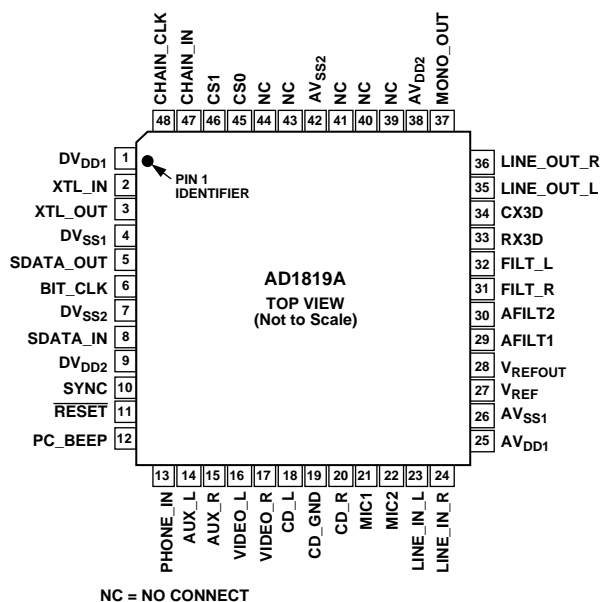 CHAIN_CLK
CHAIN_IN
CS1
CS0
NC
NC
AVSS2
NC
NC
NC
AVDD2
MONO_OUT
48 47 46 45 44 43 42 41 40 39 38 37
DVDD1 1
XTL_IN 2
XTL_OUT 3
DVSS1 4
SDATA_OUT 5
BIT_CLK 6
DVSS2 7
SDATA_IN 8
DVDD2 9
SYNC 10
RESET 11
PC_BEEP 12
PIN 1
IDENTIFIER
AD1819A
TOP VIEW
(Not to Scale)
36 LINE_OUT_R
35 LINE_OUT_L
34 CX3D
33 RX3D
32 FILT_L
31 FILT_R
30 AFILT2
29 AFILT1
28 VREFOUT
27 VREF
26 AVSS1
25 AVDD1
13 14 15 16 17 18 19 20 21 22 23 24
PHONE_IN
AUX_L
AUX_R
VIDEO_L
VIDEO_R
CD_L
CD_GND
CD_R
MIC1
MIC2
LINE_IN_L
LINE_IN_R
NC = NO CONNECT